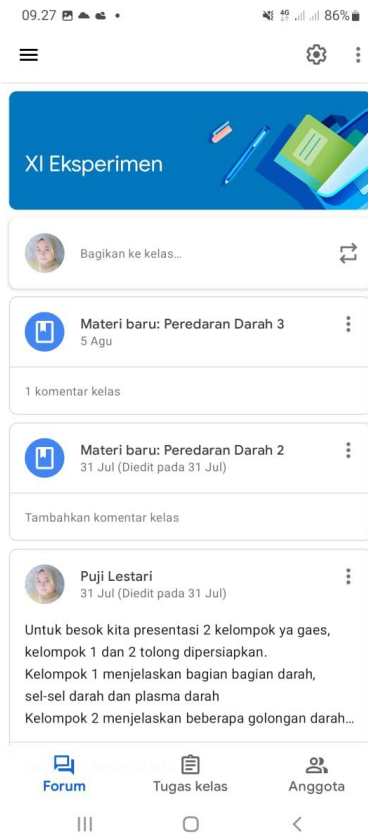 09.27
4G 86%
XI Eksperimen
Bagikan ke kelas...
Materi baru: Peredaran Darah 3
5 Agu
1 komentar kelas
Materi baru: Peredaran Darah 2
31 Jul (Diedit pada 31 Jul)
Tambahkan komentar kelas
Puji Lestari
31 Jul (Diedit pada 31 Jul)
Untuk besok kita presentasi 2 kelompok ya gaes,
kelompok 1 dan 2 tolong dipersiapkan.
Kelompok 1 menjelaskan bagian bagian darah,
sel-sel darah dan plasma darah
Kelompok 2 menjelaskan beberapa golongan darah...
Forum Tugas kelas Anggota